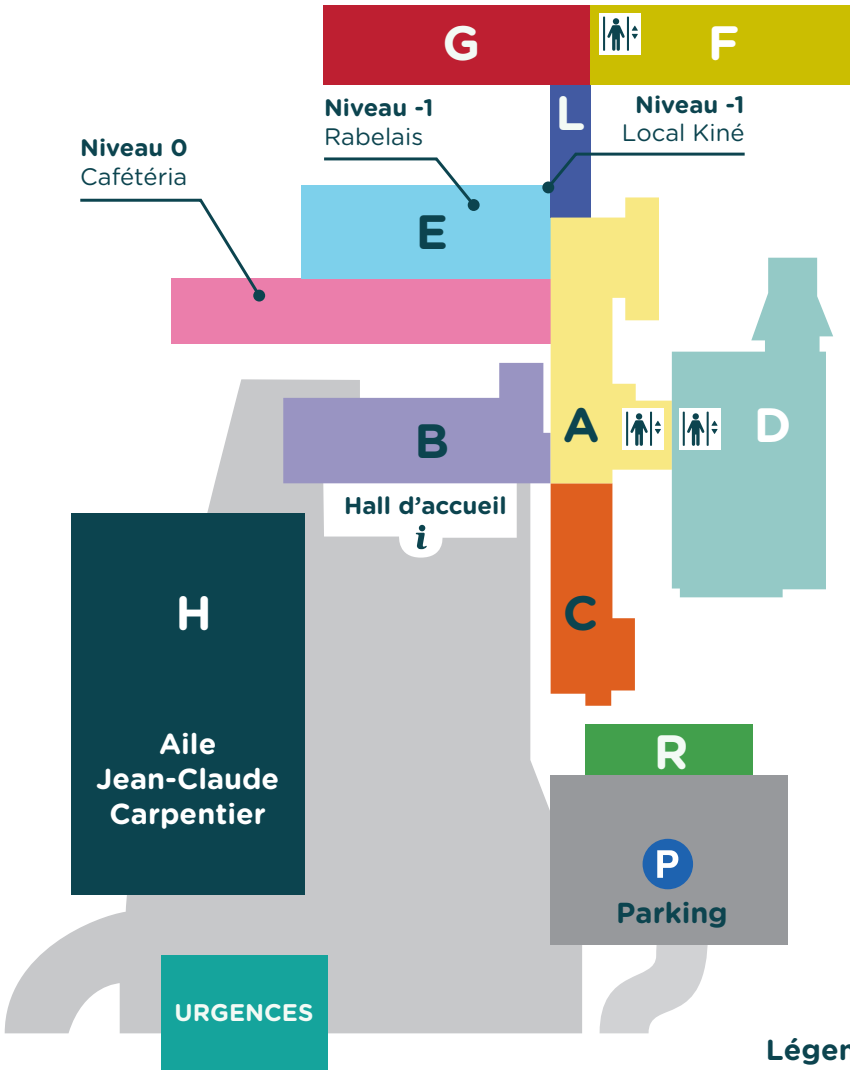 G
F
Niveau -1
Rabelais
L
Niveau -1
Local Kiné
Niveau 0
Cafétéria
E
B
A
D
Hall d'accueil
i
H
C
Aile
Jean-Claude
Carpentier
R
P
Parking
URGENCES
Léger